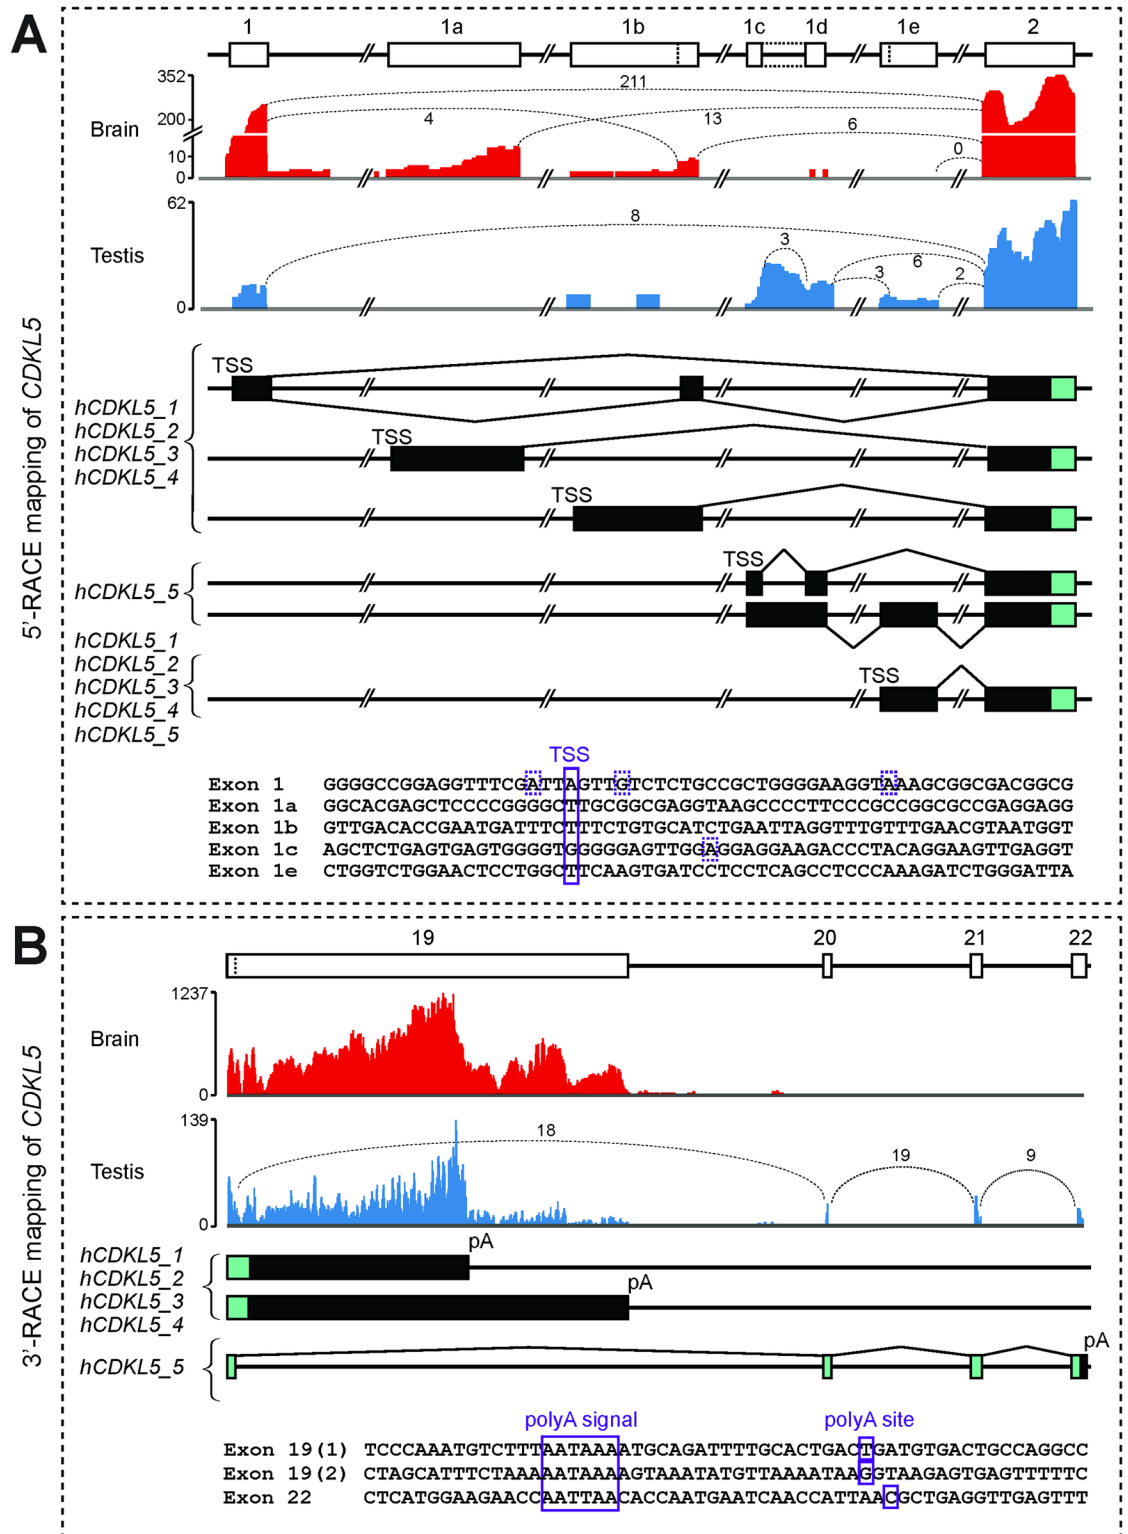 A
1 1a 1b 1c 1d 1e 2
Brain
352
200
10
0
211
4
13
6
0
Testis
62
0
8
3
3
6
2
5'-RACE mapping of CDKL5
TSS
hCDKL5_1
hCDKL5_2
hCDKL5_3
hCDKL5_4
TSS
TSS
TSS
hCDKL5_5
hCDKL5_1
hCDKL5_2
hCDKL5_3
hCDKL5_4
hCDKL5_5
TSS
TSS
Exon 1 GGGGCCGGAGGTTTCGATTAGTTGTCTCTGCCGCTGGGGAAGGTAAAGCGGCGACGGCG
Exon 1a GGCACGAGCTCCCCGGGGCTTGCGGCGAGGTAAGCCCCTTCCCGCCGGCGCCGAGGAGG
Exon 1b GTTGACACCGAATGATTTCTTTCTGTGCATCTGAATTAGGTTTGTTTGAACGTAATGGT
Exon 1c AGCTCTGAGTGAGTGGGGTGGGGGAGTTGGAGGAGGAAGACCCTACAGGAAGTTGAGGT
Exon 1e CTGGTCTGGAACTCCTGGCTTCAAGTGATCCTCCTCAGCCTCCCAAAGATCTGGGATTA
B
19 20 21 22
Brain
1237
0
Testis
139
0
18
19
9
3'-RACE mapping of CDKL5
hCDKL5_1
hCDKL5_2
hCDKL5_3
hCDKL5_4
pA
pA
hCDKL5_5
pA
polyA signal polyA site
Exon 19(1) TCCCAAATGTCTTTAATAAAATGCAGATTTTGCACTGACTGATGTGACTGCCAGGCC
Exon 19(2) CTAGCATTTCTAAAAATAAAAGTAAATATGTTAAAATAAGGTAAGAGTGAGTTTTTC
Exon 22 CTCATGGAAGAACCAATTAACACCAATGAATCAACCATTAACGCTGAGGTTGAGTTT